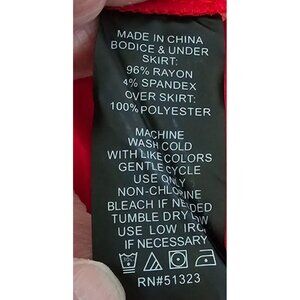 MADE IN CHINA
BODICE & UNDER
SKIRT:
96% RAYON
4% SPANDEX
OVER SKIRT:
100% POLYESTER
MACHINE
WASH COLD
WITH LIKE COLORS
GENTLE CYCLE
USE ONLY
NON-CHLORINE
BLEACH IF NEEDED
TUMBLE DRY LOW
USE LOW IRON
IF NECESSARY
RN#51323